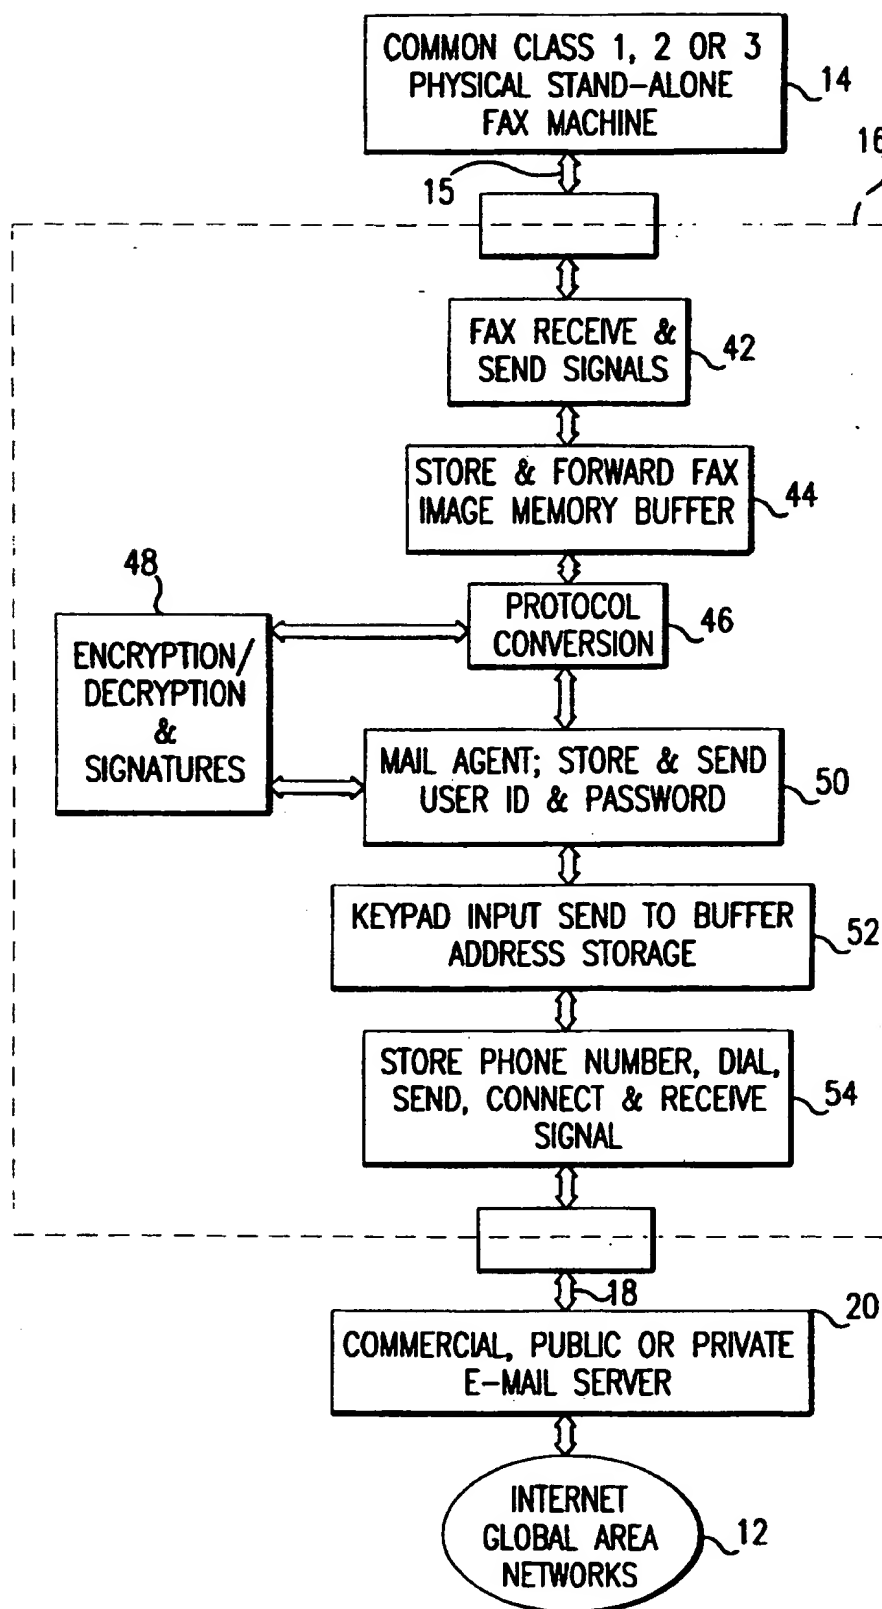 COMMON CLASS 1, 2 OR 3
PHYSICAL STAND-ALONE
FAX MACHINE
14
16
15
FAX RECEIVE &
SEND SIGNALS
42
STORE & FORWARD FAX
IMAGE MEMORY BUFFER
44
48
PROTOCOL
CONVERSION
46
ENCRYPTION/
DECRYPTION
&
SIGNATURES
MAIL AGENT; STORE & SEND
USER ID & PASSWORD
50
KEYPAD INPUT SEND TO BUFFER
ADDRESS STORAGE
52
STORE PHONE NUMBER, DIAL,
SEND, CONNECT & RECEIVE
SIGNAL
54
18
20
COMMERCIAL, PUBLIC OR PRIVATE
E-MAIL SERVER
INTERNET
GLOBAL AREA
NETWORKS
12